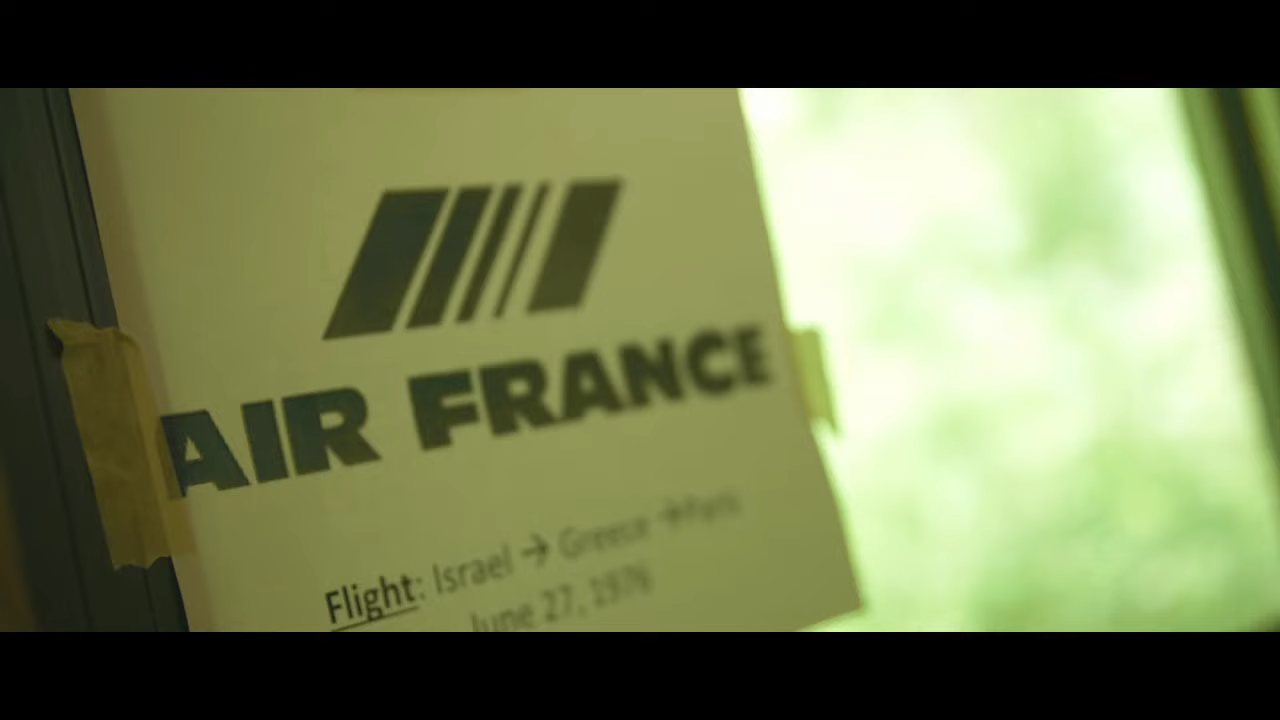 AIR FRANCE
Flight: Israel → Greece → Paris
June 27, 1976